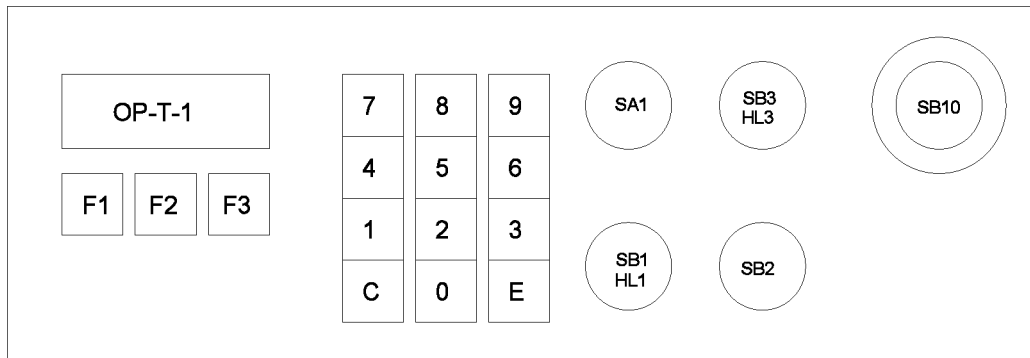 OP-T-1
F1 F2 F3
7 8 9
4 5 6
1 2 3
C 0 E
SA1
SB3
HL3
SB10
SB1
HL1
SB2